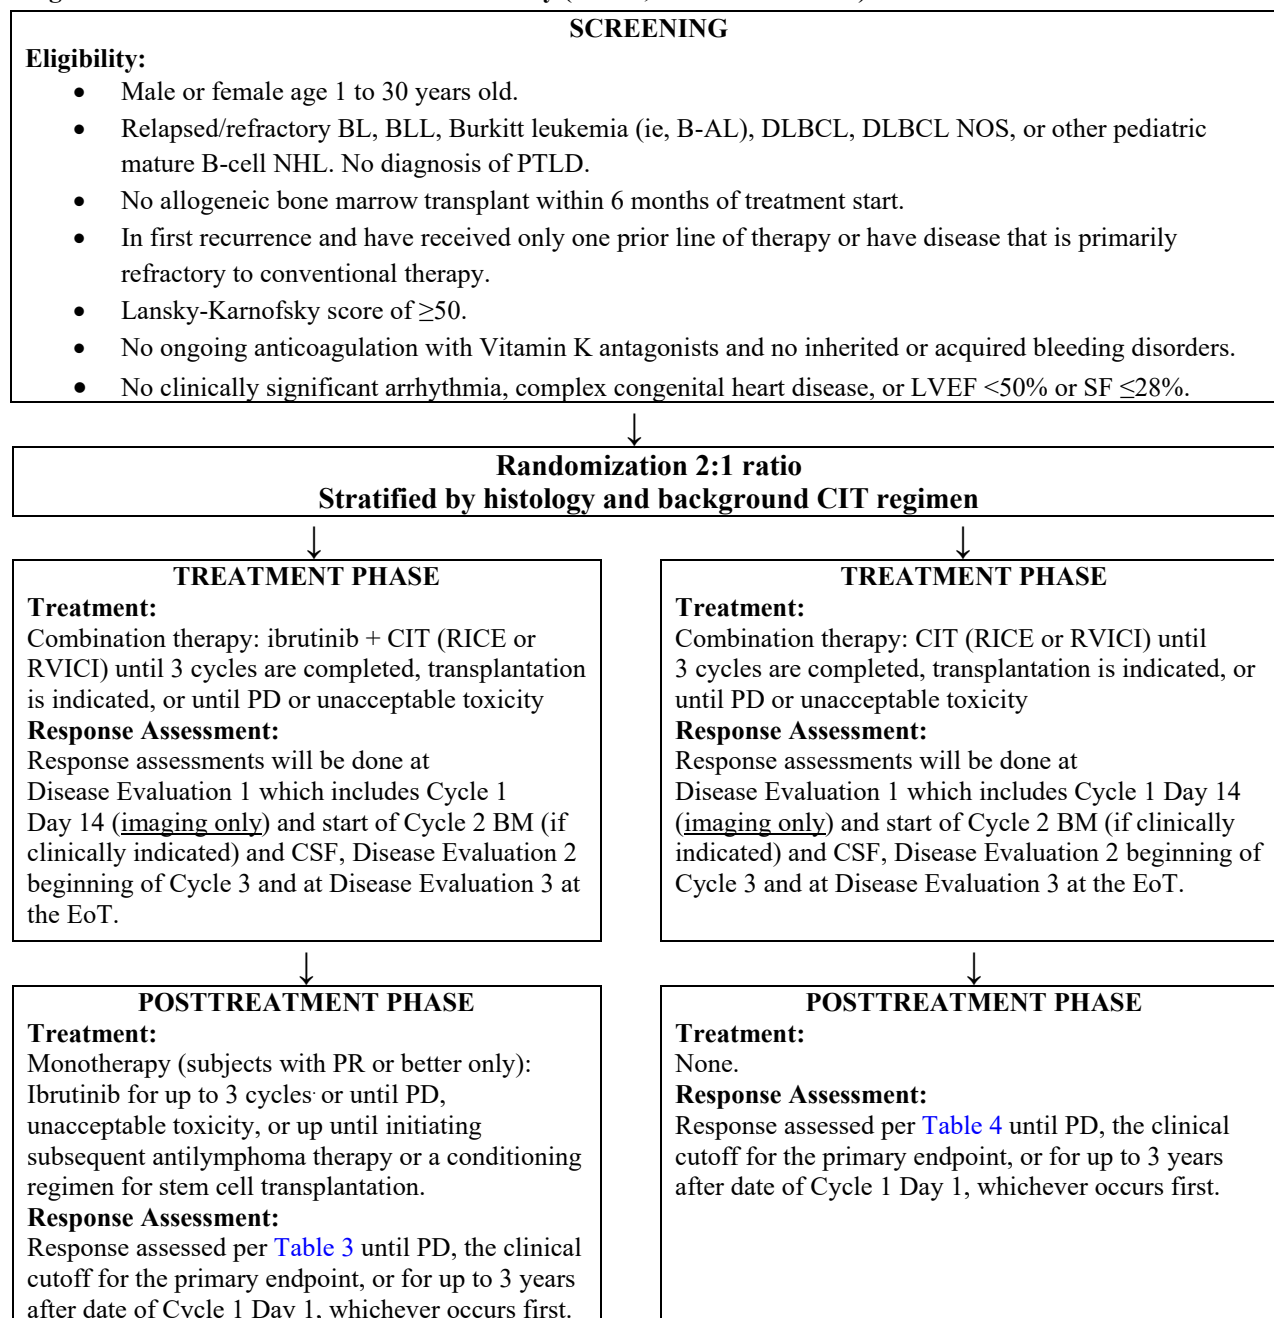 SCREENING
Eligibility:
• Male or female age 1 to 30 years old.
• Relapsed/refractory BL, BLL, Burkitt leukemia (ie, B-AL), DLBCL, DLBCL NOS, or other pediatric
mature B-cell NHL. No diagnosis of PTLD.
• No allogeneic bone marrow transplant within 6 months of treatment start.
• In first recurrence and have received only one prior line of therapy or have disease that is primarily
refractory to conventional therapy.
• Lansky-Karnofsky score of ≥50.
• No ongoing anticoagulation with Vitamin K antagonists and no inherited or acquired bleeding disorders.
• No clinically significant arrhythmia, complex congenital heart disease, or LVEF <50% or SF ≤28%.
↓
Randomization 2:1 ratio
Stratified by histology and background CIT regimen
↓ ↓
TREATMENT PHASE
Treatment:
Combination therapy: ibrutinib + CIT (RICE or
RVICI) until 3 cycles are completed, transplantation
is indicated, or until PD or unacceptable toxicity
Response Assessment:
Response assessments will be done at
Disease Evaluation 1 which includes Cycle 1
Day 14 (imaging only) and start of Cycle 2 BM (if
clinically indicated) and CSF, Disease Evaluation 2
beginning of Cycle 3 and at Disease Evaluation 3 at
the EoT.
TREATMENT PHASE
Treatment:
Combination therapy: CIT (RICE or RVICI) until
3 cycles are completed, transplantation is indicated, or
until PD or unacceptable toxicity
Response Assessment:
Response assessments will be done at
Disease Evaluation 1 which includes Cycle 1 Day 14
(imaging only) and start of Cycle 2 BM (if clinically
indicated) and CSF, Disease Evaluation 2 beginning of
Cycle 3 and at Disease Evaluation 3 at the EoT.
↓ ↓
POSTTREATMENT PHASE
Treatment:
Monotherapy (subjects with PR or better only):
Ibrutinib for up to 3 cycles or until PD,
unacceptable toxicity, or up until initiating
subsequent antilymphoma therapy or a conditioning
regimen for stem cell transplantation.
Response Assessment:
Response assessed per Table 3 until PD, the clinical
cutoff for the primary endpoint, or for up to 3 years
after date of Cycle 1 Day 1, whichever occurs first.
POSTTREATMENT PHASE
Treatment:
None.
Response Assessment:
Response assessed per Table 4 until PD, the clinical
cutoff for the primary endpoint, or for up to 3 years
after date of Cycle 1 Day 1, whichever occurs first.